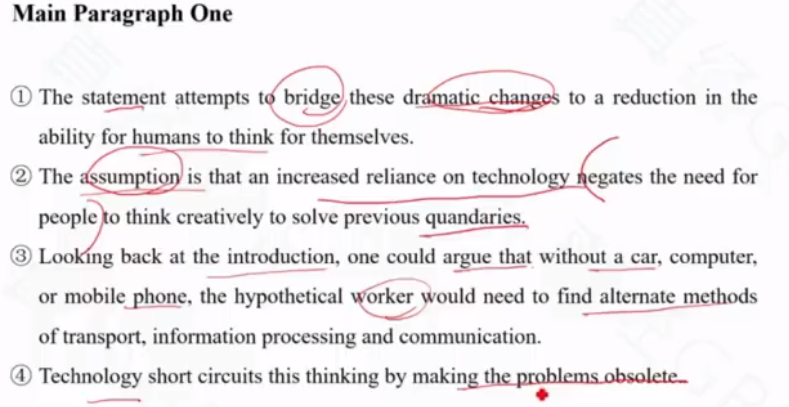 Main Paragraph One
① The statement attempts to bridge these dramatic changes to a reduction in the
ability for humans to think for themselves.
② The assumption is that an increased reliance on technology negates the need for
people to think creatively to solve previous quandaries.
③ Looking back at the introduction, one could argue that without a car, computer,
or mobile phone, the hypothetical worker would need to find alternate methods
of transport, information processing and communication.
④ Technology short circuits this thinking by making the problems obsolete.